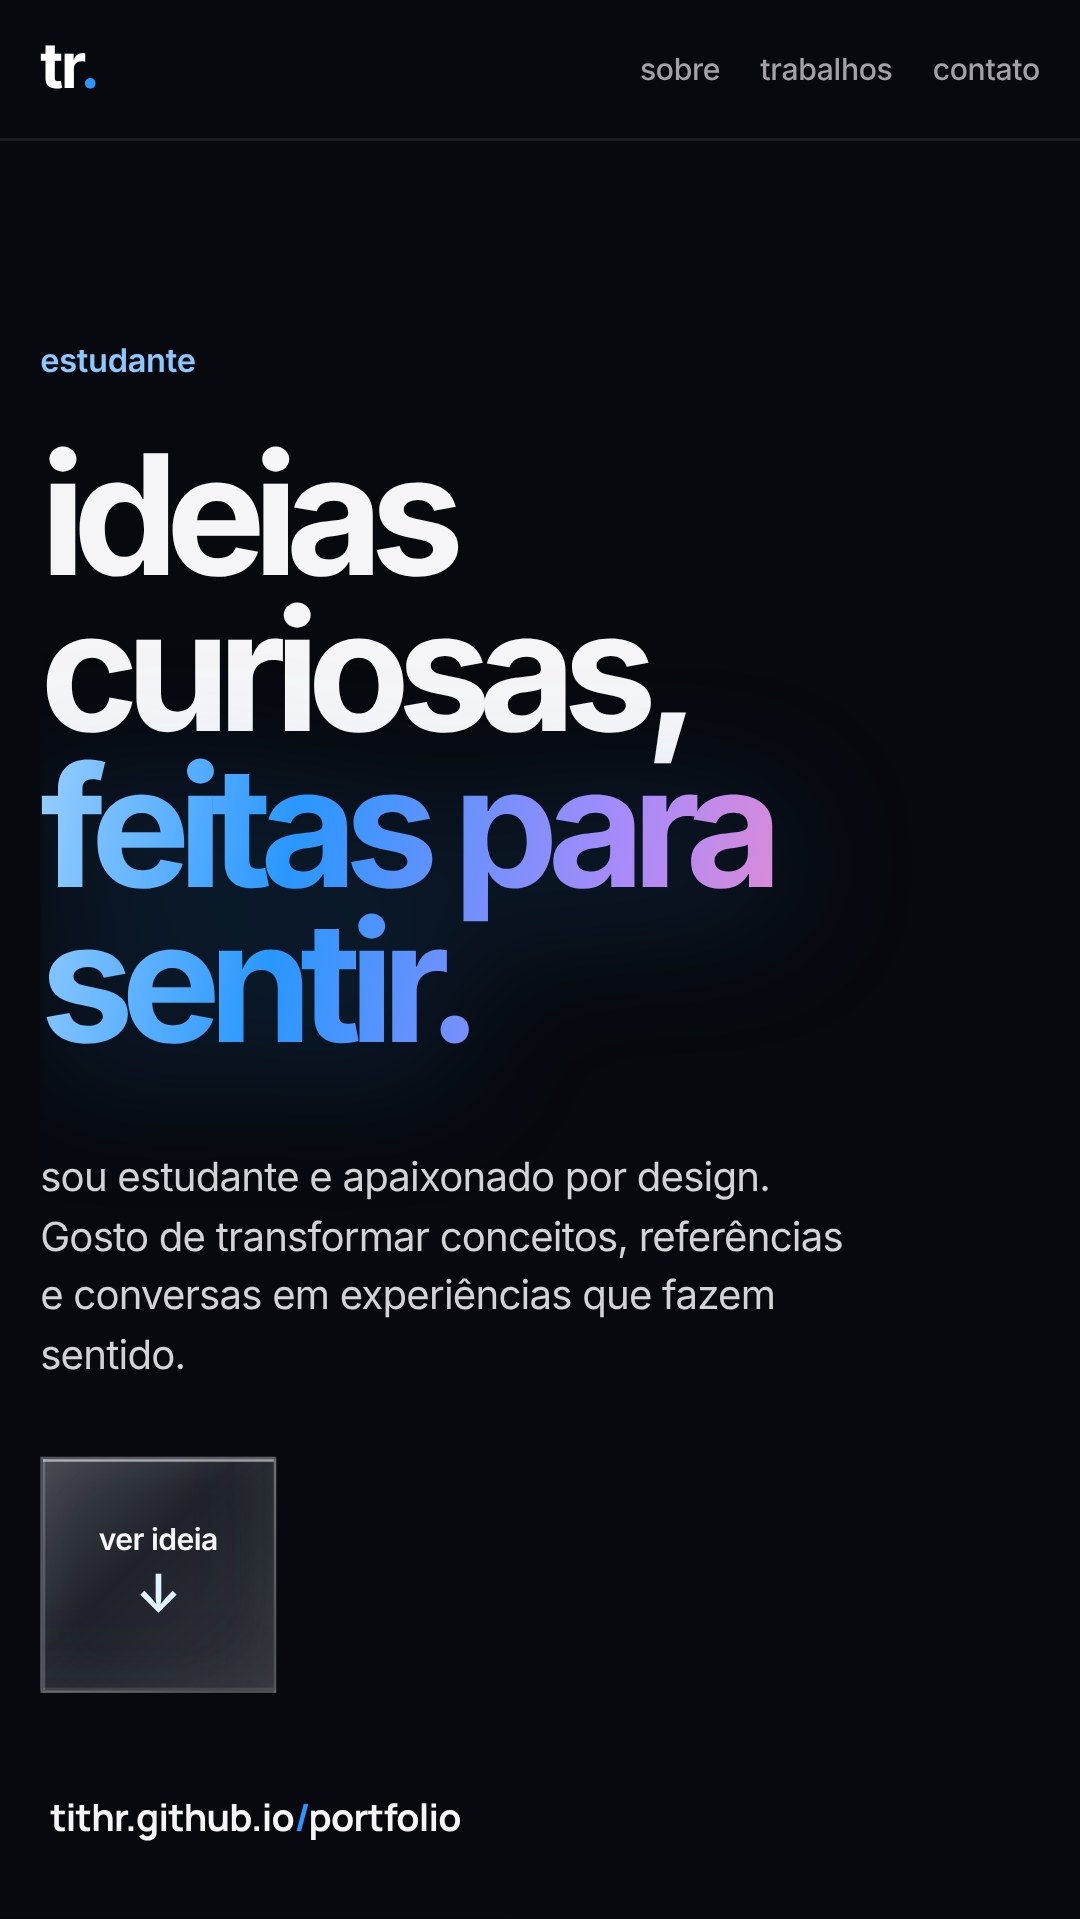 tr.
sobre trabalhos contato
estudante
ideias
curiosas,
feitas para
sentir.
sou estudante e apaixonado por design.
Gosto de transformar conceitos, referências
e conversas em experiências que fazem
sentido.
ver ideia
↓
tithr.github.io/portfolio